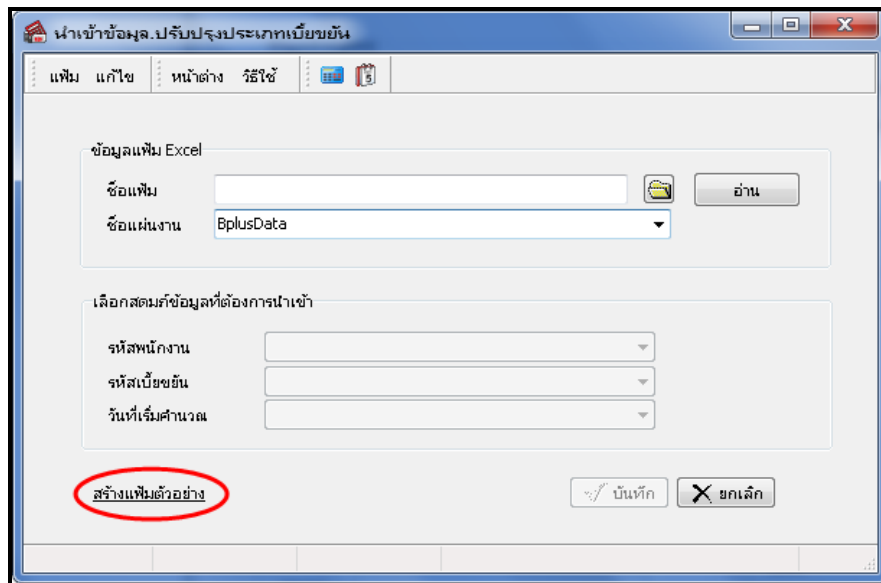 นำเข้าข้อมูล.ปรับปรุงประเภทเบี้ยขยัน
แฟ้ม แก้ไข หน้าต่าง วิธีใช้ 5
ข้อมูลแฟ้ม Excel
ชื่อแฟ้ม อ่าน
ชื่อแผ่นงาน BplusData
เลือกสดมภ์ข้อมูลที่ต้องการนำเข้า
รหัสพนักงาน
รหัสเบี้ยขยัน
วันที่เริ่มคำนวณ
สร้างแฟ้มตัวอย่าง บันทึก ยกเลิก